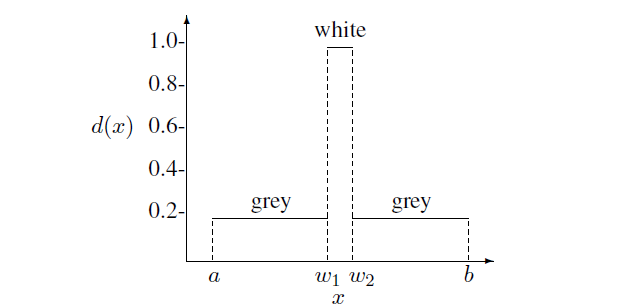 white
1.0-
0.8-
d(x) 0.6-
0.4-
grey grey
0.2-
a w1 w2 b
x